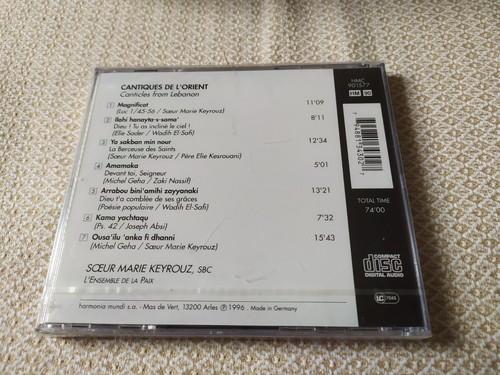 CANTIQUES DE L'ORIENT
Canticles from Lebanon
1 Magnificat 11'09
(Luc 1/45-56 / Sœur Marie Keyrouz)
2 Ilahi hanayta-s-sama' 8'11
Dieu ! Tu as incliné le ciel !
(Elie Sader / Wadih El-Safi)
3 Ya sakban min nour 12'34
La Berceuse des Saints
(Sœur Marie Keyrouz / Père Elie Kesrouani)
4 Amamaka 5'01
Devant toi, Seigneur
(Michel Geha / Zaki Nassif)
5 Arrabou bini'amihi zayyanaki 13'21
Dieu t'a comblée de ses grâces
(Poésie populaire / Wadih El-Safi)
6 Kama yachtaqu 7'32
(Ps. 42 / Joseph Absi)
7 Ousa'ilu 'anka fi dhanni 15'43
(Michel Geha / Sœur Marie Keyrouz)
SŒUR MARIE KEYROUZ, SBC
L'ENSEMBLE DE LA PAIX
harmonia mundi s.a. - Mas de Vert, 13200 Arles ℗ 1996 . Made in Germany
HMC
901577
HM 90
TOTAL TIME
74'00
COMPACT
disc
DIGITAL AUDIO
LC 7045